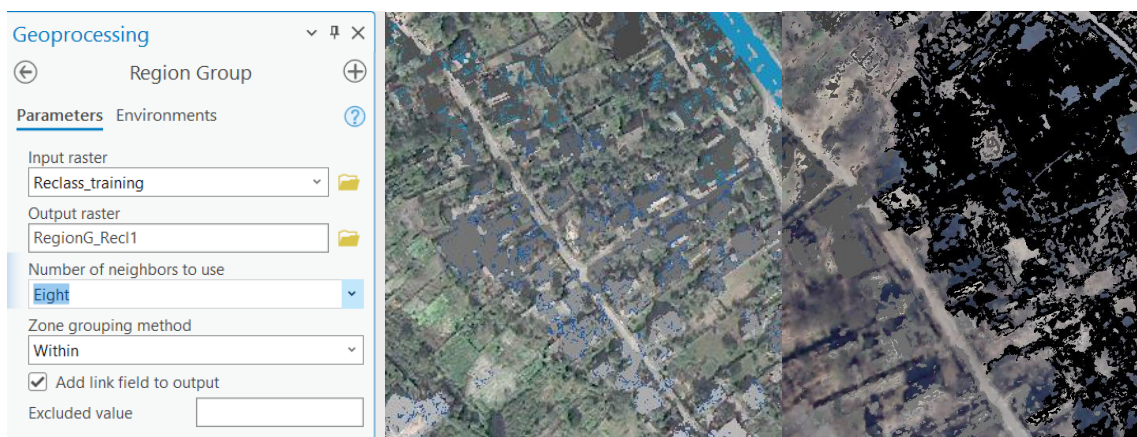 Geoprocessing
Region Group
Parameters Environments
Input raster
Reclass_training
Output raster
RegionG_Recl1
Number of neighbors to use
Eight
Zone grouping method
Within
Add link field to output
Excluded value